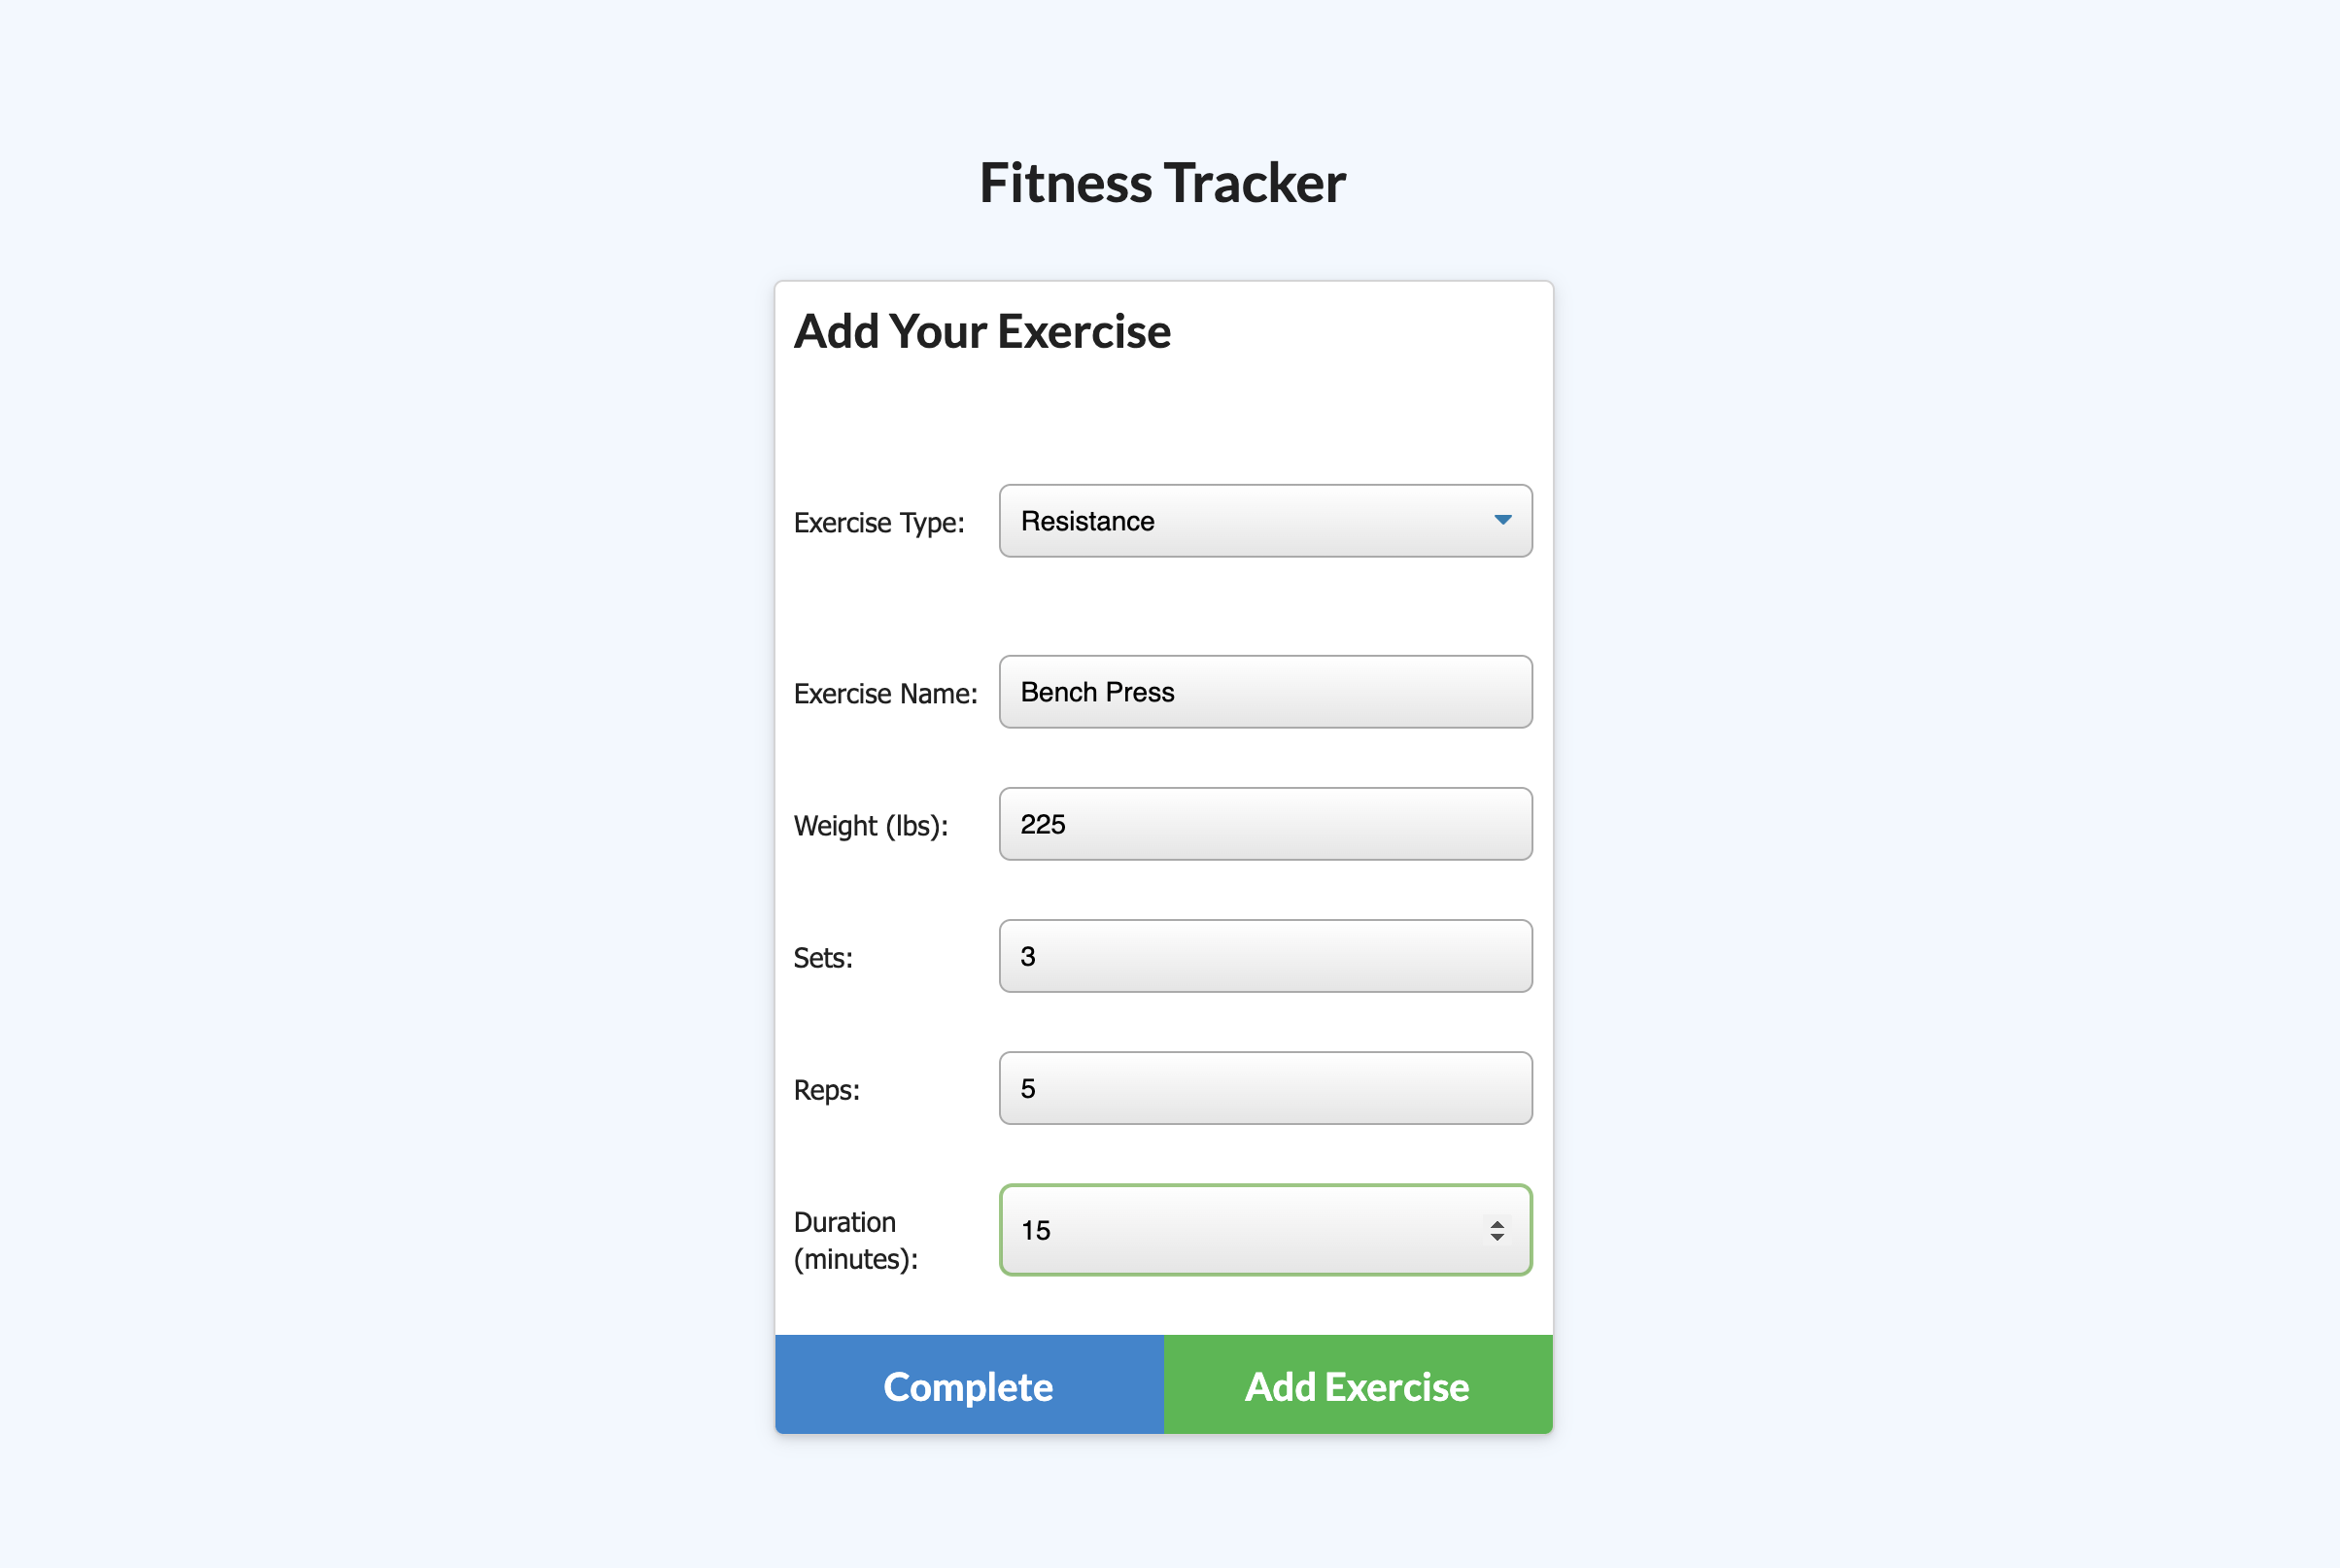 Fitness Tracker
Add Your Exercise
Exercise Type: Resistance
Exercise Name: Bench Press
Weight (lbs): 225
Sets: 3
Reps: 5
Duration
(minutes): 15
Complete Add Exercise